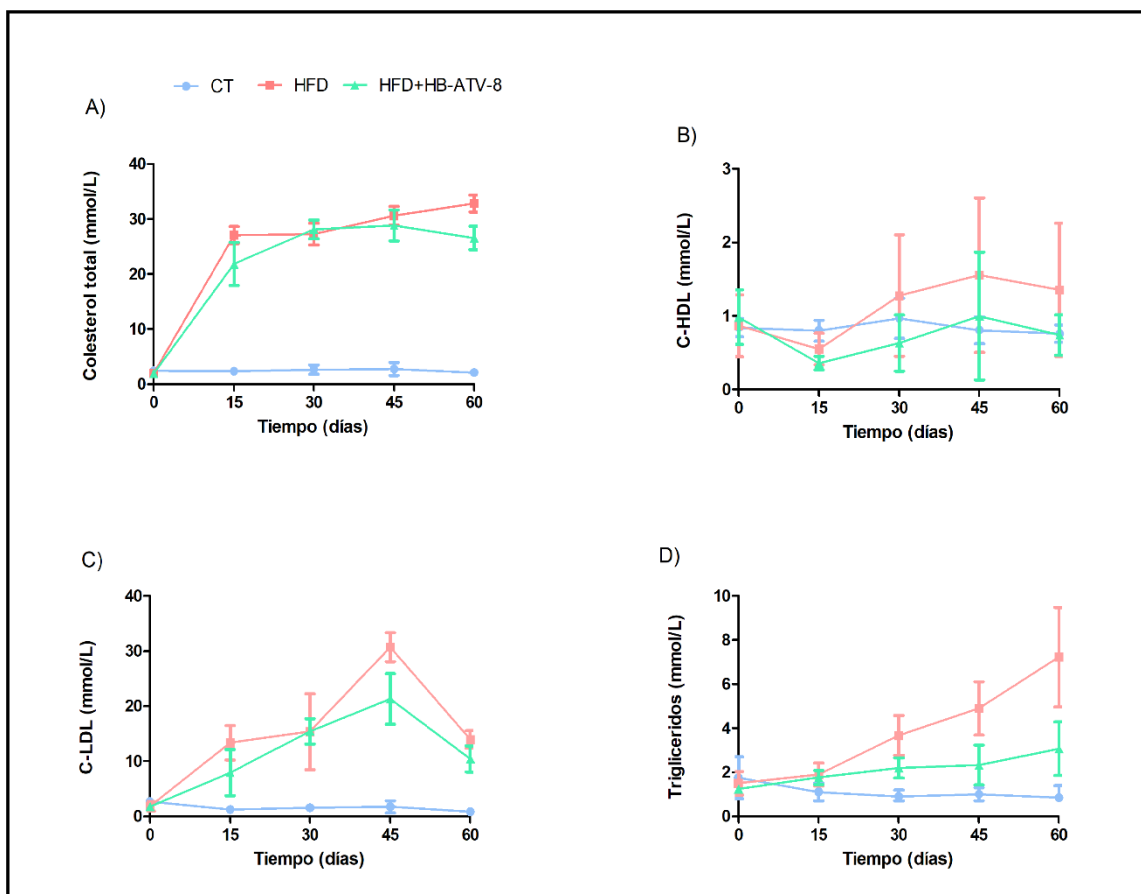 CT HFD HFD+HB-ATV-8
A)
Colesterol total (mmol/L)
40
30
20
10
0
0 15 30 45 60
Tiempo (días)
B)
C-HDL (mmol/L)
3
2
1
0
0 15 30 45 60
Tiempo (días)
C)
C-LDL (mmol/L)
40
30
20
10
0
0 15 30 45 60
Tiempo (días)
D)
Trigliceridos (mmol/L)
10
8
6
4
2
0
0 15 30 45 60
Tiempo (días)